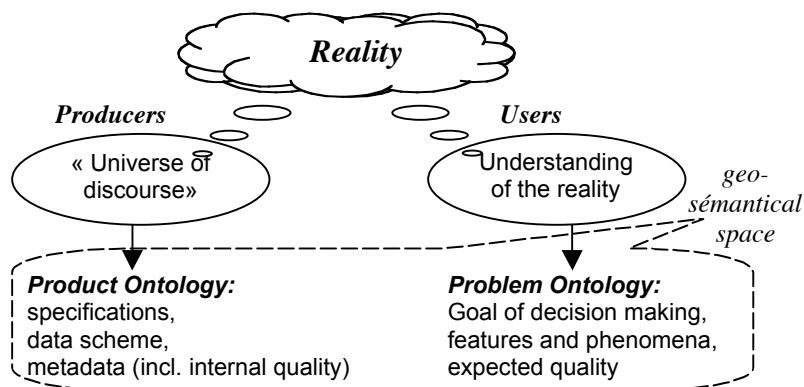 Reality
Producers
Users
« Universe of
discourse»
Understanding
of the reality
geo-
sémantical
space
Product Ontology:
specifications,
data scheme,
metadata (incl. internal quality)
Problem Ontology:
Goal of decision making,
features and phenomena,
expected quality